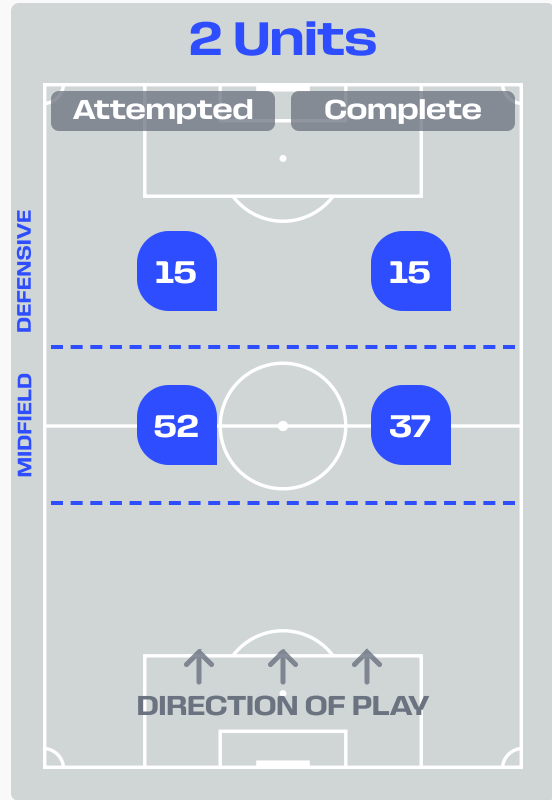 2 Units
Attempted Complete
DEFENSIVE
15 15
MIDFIELD
52 37
DIRECTION OF PLAY